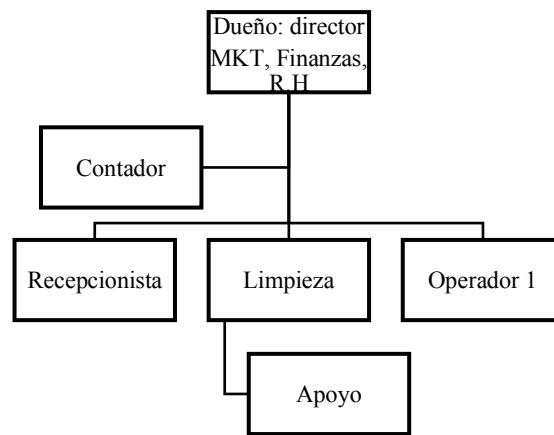 Dueño: director
MKT, Finanzas,
R.H
Contador
Recepcionista
Limpieza
Operador 1
Apoyo